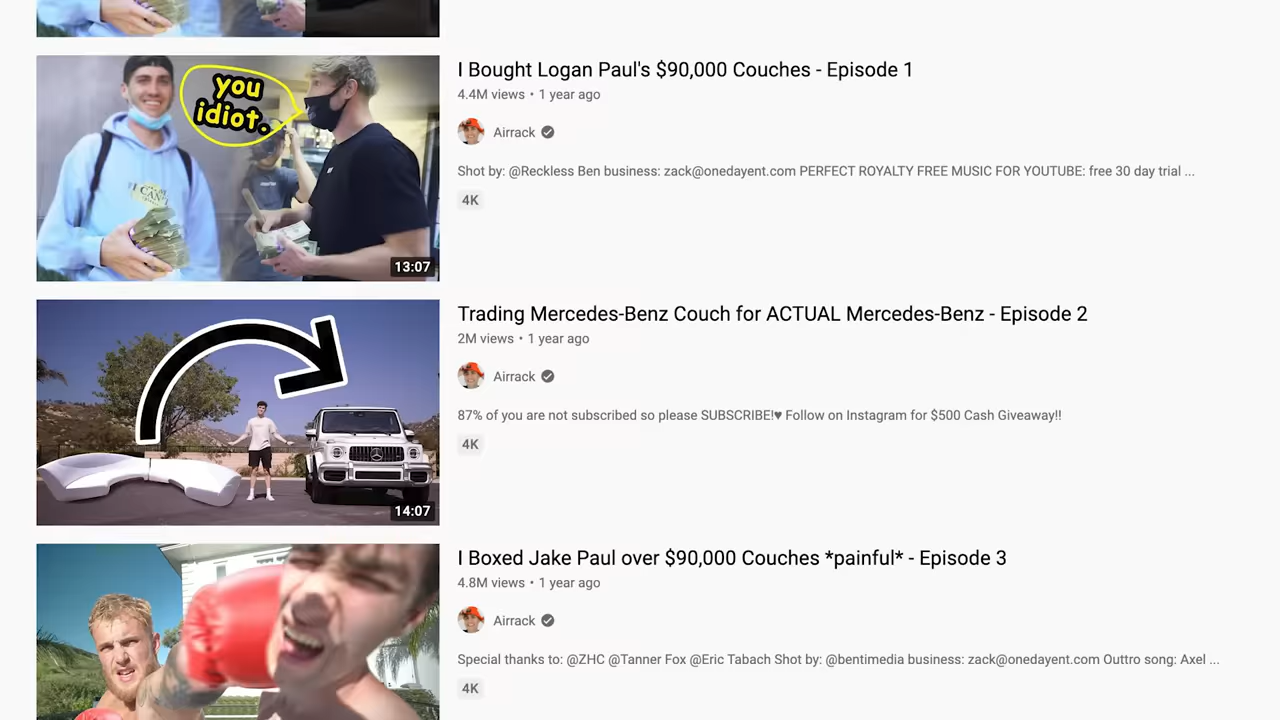 you
idiot.
13:07
I Bought Logan Paul's $90,000 Couches - Episode 1
4.4M views • 1 year ago
Airrack
Shot by: @Reckless Ben business: zack@onedayent.com PERFECT ROYALTY FREE MUSIC FOR YOUTUBE: free 30 day trial ...
4K
14:07
Trading Mercedes-Benz Couch for ACTUAL Mercedes-Benz - Episode 2
2M views • 1 year ago
Airrack
87% of you are not subscribed so please SUBSCRIBE!♥ Follow on Instagram for $500 Cash Giveaway!!
4K
I Boxed Jake Paul over $90,000 Couches *painful* - Episode 3
4.8M views • 1 year ago
Airrack
Special thanks to: @ZHC @Tanner Fox @Eric Tabach Shot by: @bentimedia business: zack@onedayent.com Outtro song: Axel ...
4K